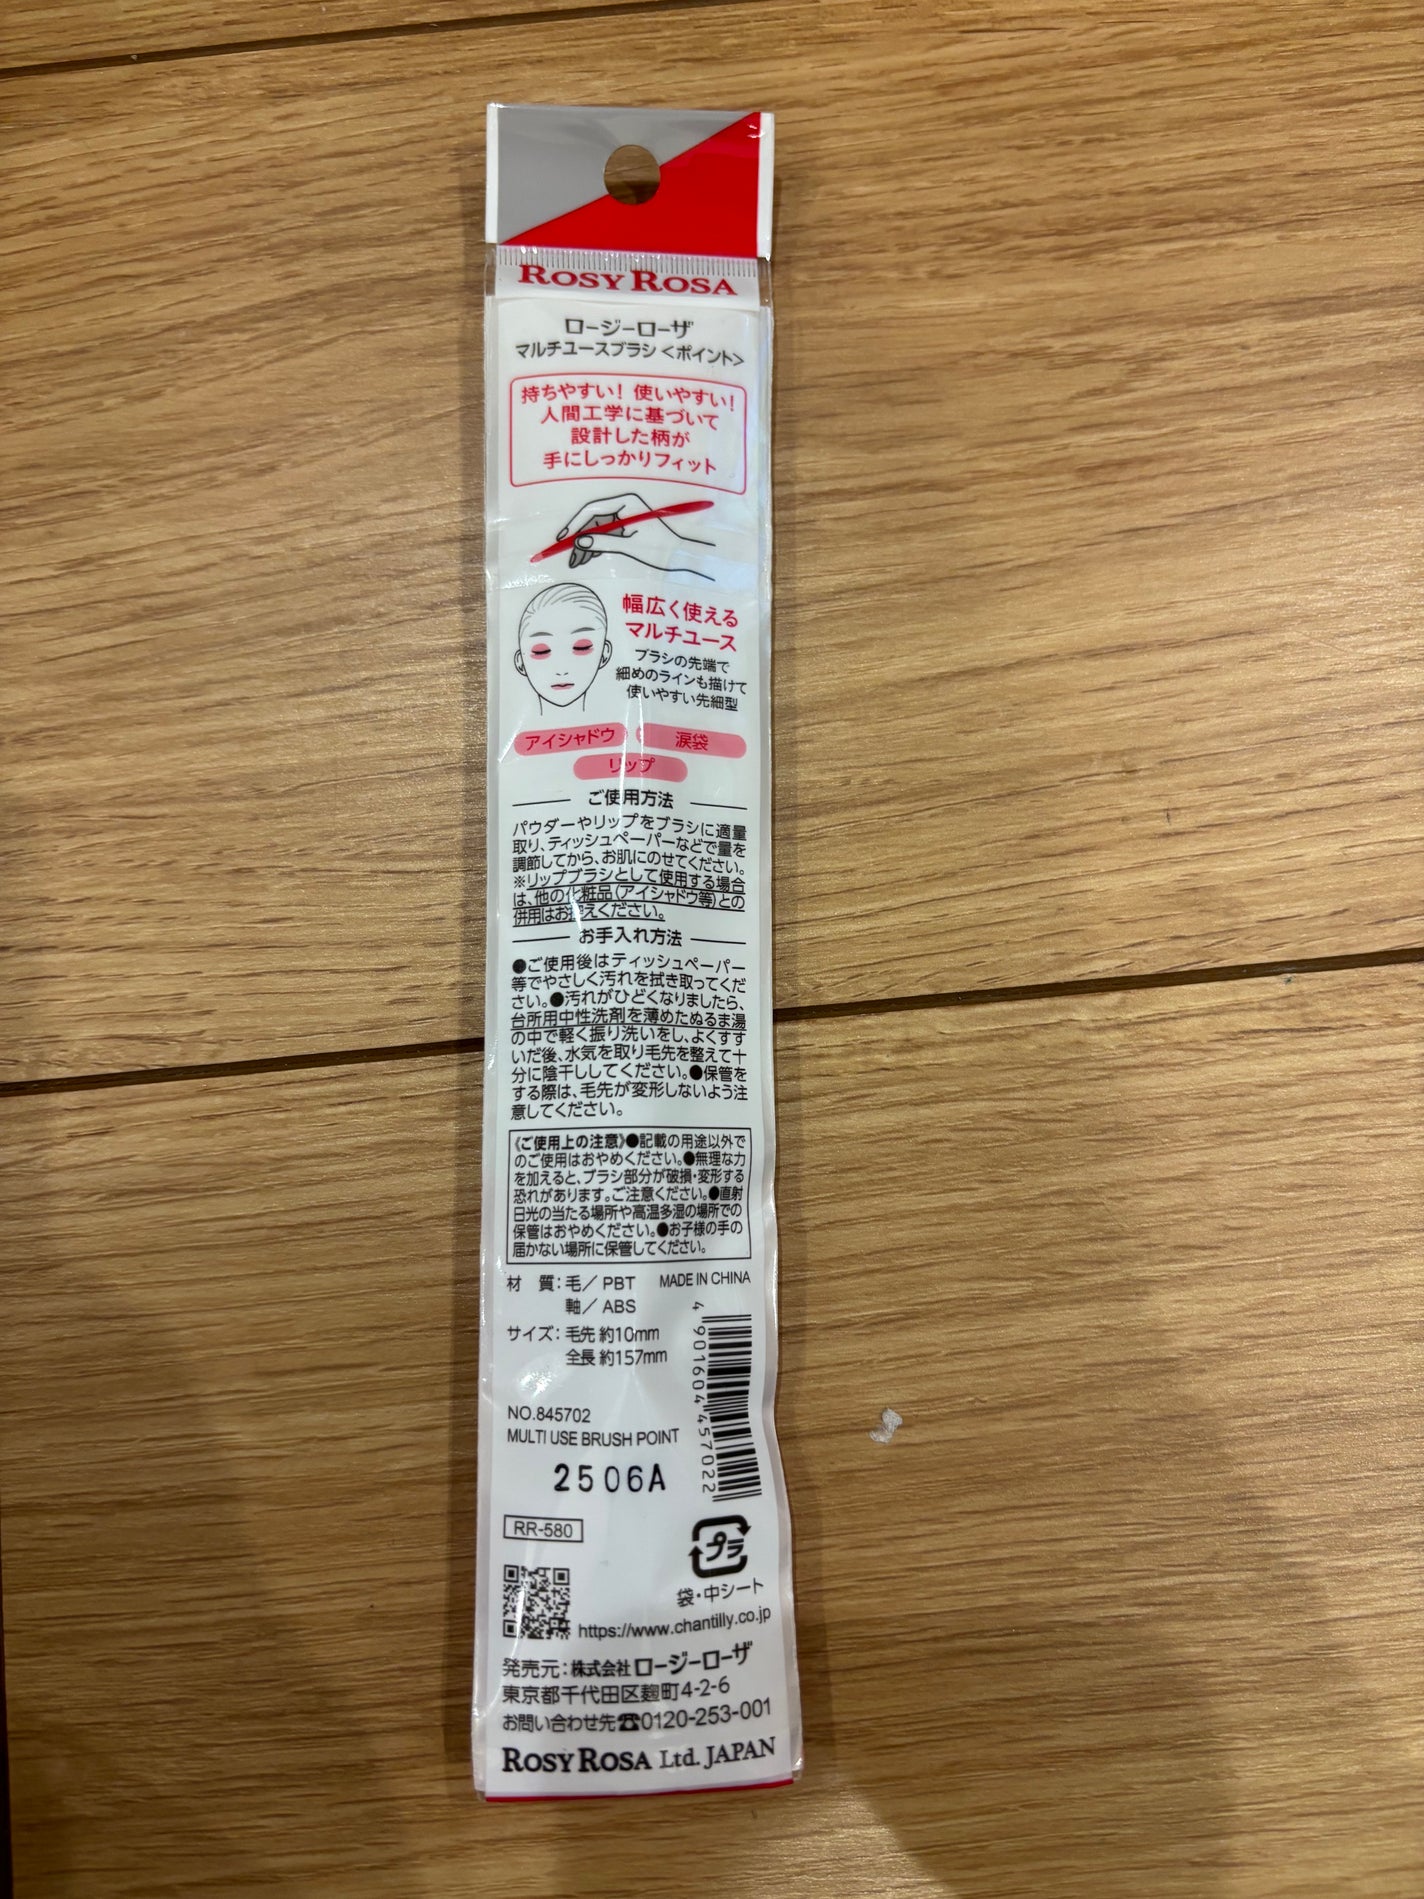 ROSY ROSA
ロージーローザ
マルチユースブラシ<ポイント>
持ちやすい！使いやすい！
人間工学に基づいて
設計した柄が
手にしっかりフィット
幅広く使える
マルチユース
ブラシの先端で
細めのラインも描けて
使いやすい先細型
アイシャドウ
涙袋
リップ
ご使用方法
パウダーやリップをブラシに適量
取り、ティッシュペーパーなどで量を
調節してから、お肌にのせてください。
※リップブラシとして使用する場合
は、他の化粧品（アイシャドウ等）との
併用はお控えください。
お手入れ方法
●ご使用後はティッシュペーパー
等でやさしく汚れを拭き取ってくだ
さい。●汚れがひどくなりましたら、
台所用中性洗剤を薄めたぬるま湯
の中で軽く振り洗いをし、よくすす
いだ後、水気を取り毛先を整えて十
分に陰干ししてください。●保管を
する際は、毛先が変形しないよう注
意してください。
《ご使用上の注意》●記載の用途以外で
のご使用はおやめください。●無理な力
を加えると、ブラシ部分が破損・変形する
恐れがあります。ご注意ください。●直射
日光の当たる場所や高温多湿の場所での
保管はおやめください。●お子様の手の
届かない場所に保管してください。
材　質：毛／PBT　MADE IN CHINA
軸／ABS
サイズ：毛先 約10mm
全長 約157mm
4 901604 457022
NO.845702
MULTI USE BRUSH POINT
2506A
RR-580
プラ
袋・中シート
https://www.chantilly.co.jp
発売元：株式会社ロージーローザ
東京都千代田区麹町4-2-6
お問い合わせ先☎0120-253-001
ROSY ROSA Ltd. JAPAN